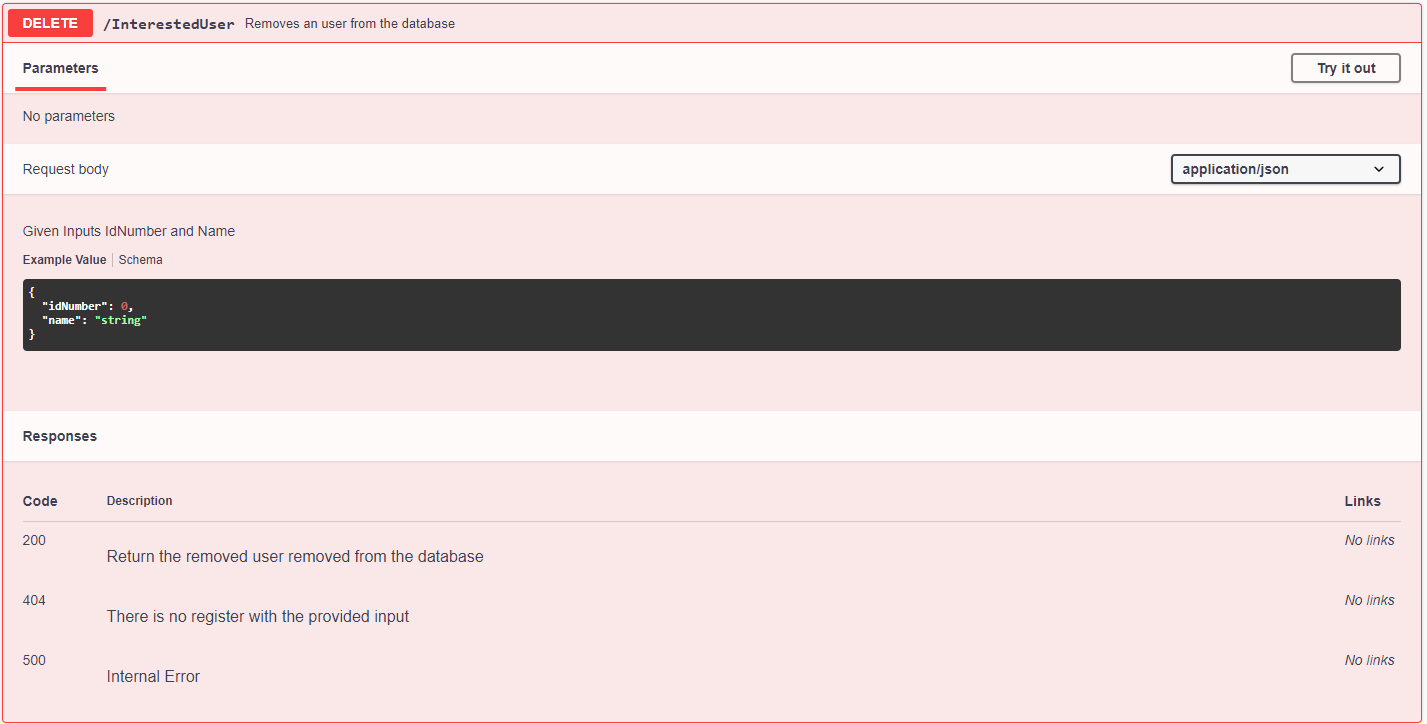 DELETE /InterestedUser Removes an user from the database
Parameters Try it out
No parameters
Request body application/json
Given Inputs IdNumber and Name
Example Value Schema
{
"idNumber": 0,
"name": "string"
}
Responses
Code Description Links
200 No links
Return the removed user removed from the database
404 No links
There is no register with the provided input
500 No links
Internal Error